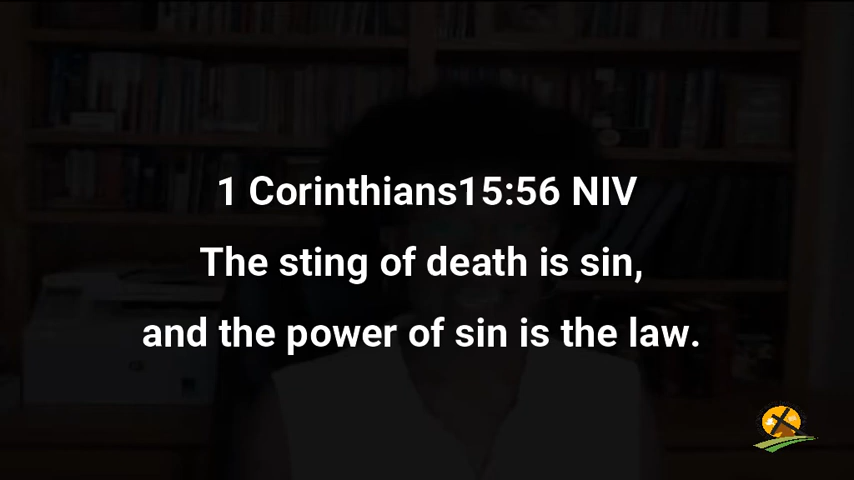 1 Corinthians15:56 NIV
The sting of death is sin,
and the power of sin is the law.